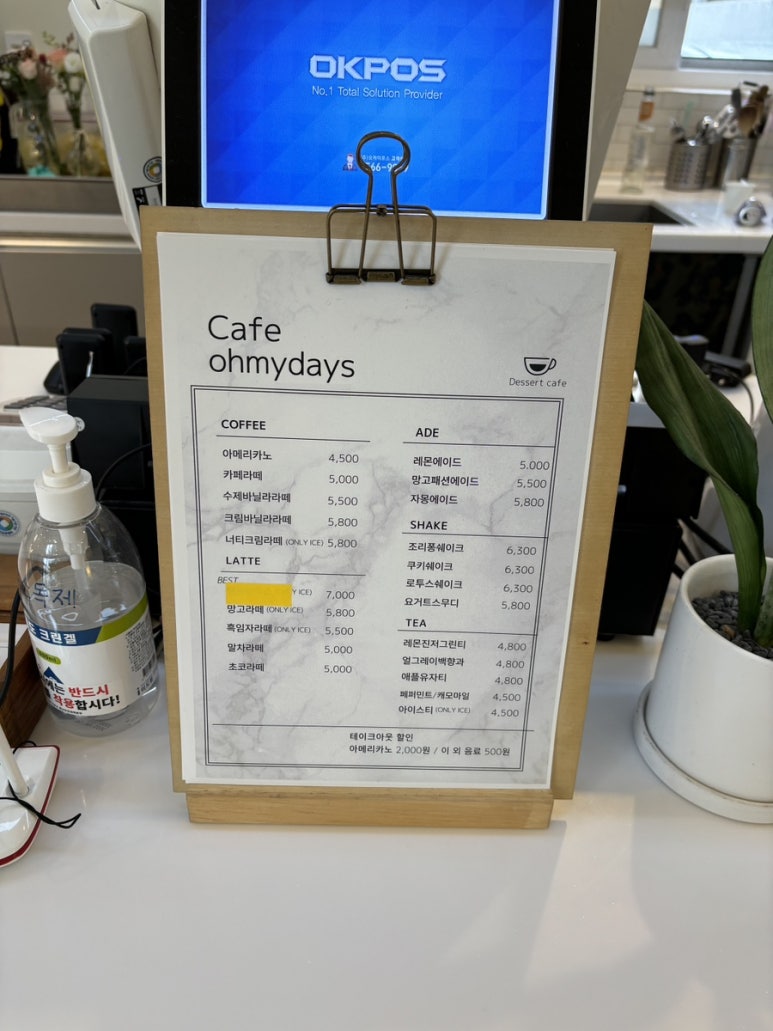 OKPOS
No.1 Total Solution Provider
Cafe
ohmydays
Dessert cafe
COFFEE
아메리카노 4,500
카페라떼 5,000
수제바닐라라떼 5,500
크림바닐라라떼 5,800
너티크림라떼 (ONLY ICE) 5,800
LATTE
BEST
ICE) 7,000
망고라떼 (ONLY ICE) 5,800
흑임자라떼 (ONLY ICE) 5,500
말차라떼 5,000
초코라떼 5,000
ADE
레몬에이드 5.000
망고패션에이드 5,500
자몽에이드 5,800
SHAKE
조리퐁쉐이크 6,300
쿠키쉐이크 6,300
로투스쉐이크 6,300
요거트스무디 5,800
TEA
레몬진저그린티 4,800
얼그레이백향과 4,800
애플유자티 4,800
페퍼민트/캐모마일 4,500
아이스티 (ONLY ICE) 4,500
테이크아웃 할인
아메리카노 2,000원 / 이 외 음료 500원
독제
크린겔
반드시
착용합시다!